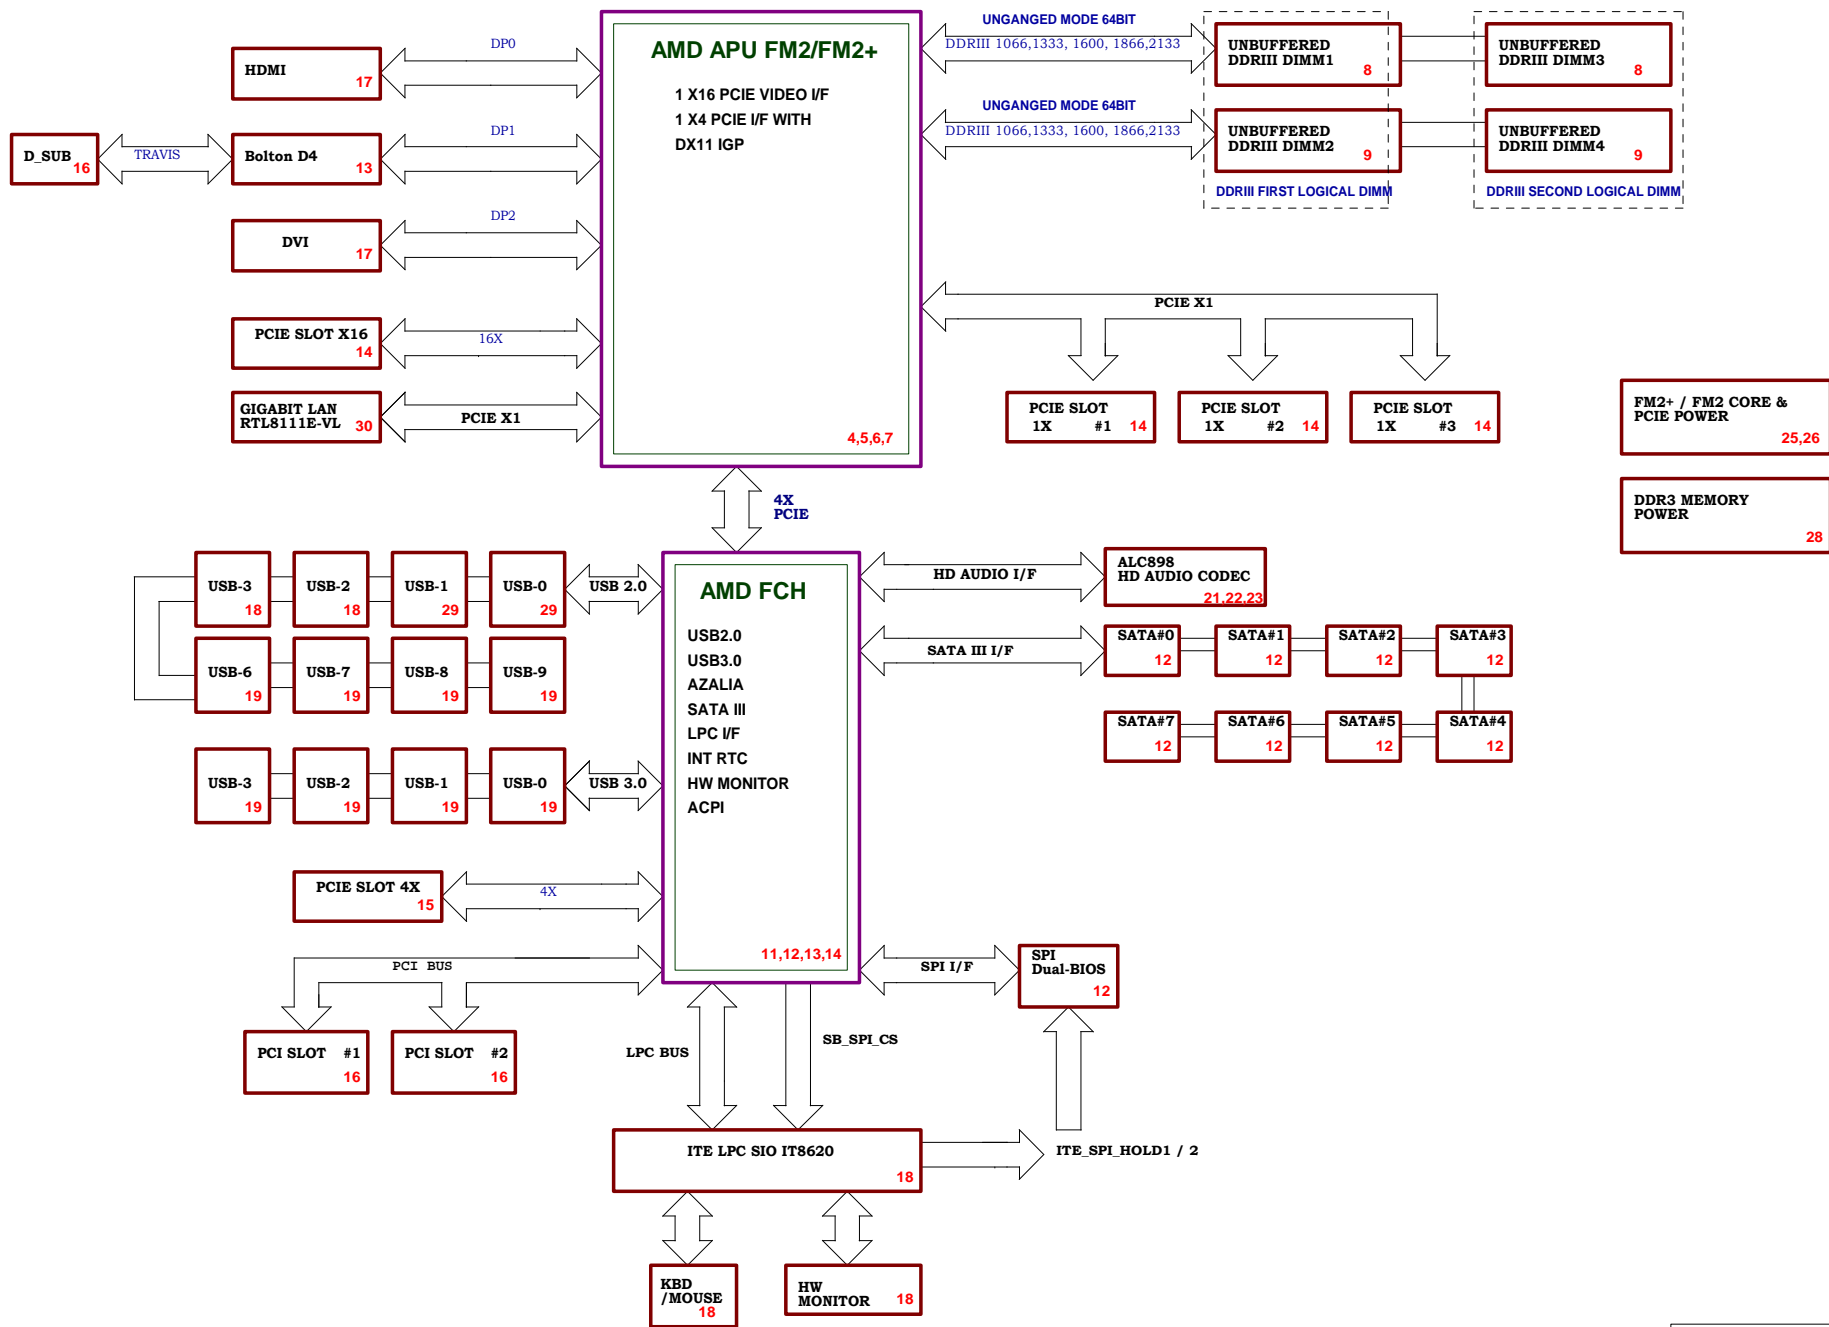 AMD APU FM2/FM2+
1 X16 PCIE VIDEO I/F
1 X4 PCIE I/F WITH
DX11 IGP
4,5,6,7
HDMI
17
DP0
D_SUB
16
TRAVIS
Bolton D4
13
DP1
DVI
17
DP2
PCIE SLOT X16
14
16X
GIGABIT LAN
RTL8111E-VL 30
PCIE X1
UNGANGED MODE 64BIT
DDRIII 1066,1333, 1600, 1866,2133
UNBUFFERED
DDRIII DIMM1
8
UNBUFFERED
DDRIII DIMM3
8
UNGANGED MODE 64BIT
DDRIII 1066,1333, 1600, 1866,2133
UNBUFFERED
DDRIII DIMM2
9
UNBUFFERED
DDRIII DIMM4
9
DDRIII FIRST LOGICAL DIMM
DDRIII SECOND LOGICAL DIMM
PCIE X1
PCIE SLOT
1X #1 14
PCIE SLOT
1X #2 14
PCIE SLOT
1X #3 14
FM2+ / FM2 CORE &
PCIE POWER
25,26
DDR3 MEMORY
POWER
28
4X
PCIE
AMD FCH
USB2.0
USB3.0
AZALIA
SATA III
LPC I/F
INT RTC
HW MONITOR
ACPI
11,12,13,14
USB-3
18
USB-2
18
USB-1
29
USB-0
29
USB 2.0
USB-6
19
USB-7
19
USB-8
19
USB-9
19
USB-3
19
USB-2
19
USB-1
19
USB-0
19
USB 3.0
HD AUDIO I/F
ALC898
HD AUDIO CODEC
21,22,23
SATA III I/F
SATA#0
12
SATA#1
12
SATA#2
12
SATA#3
12
SATA#7
12
SATA#6
12
SATA#5
12
SATA#4
12
PCIE SLOT 4X
15
4X
PCI BUS
PCI SLOT #1
16
PCI SLOT #2
16
SPI I/F
SPI
Dual-BIOS
12
LPC BUS
SB_SPI_CS
ITE LPC SIO IT8620
18
ITE_SPI_HOLD1 / 2
KBD
/MOUSE
18
HW
MONITOR 18